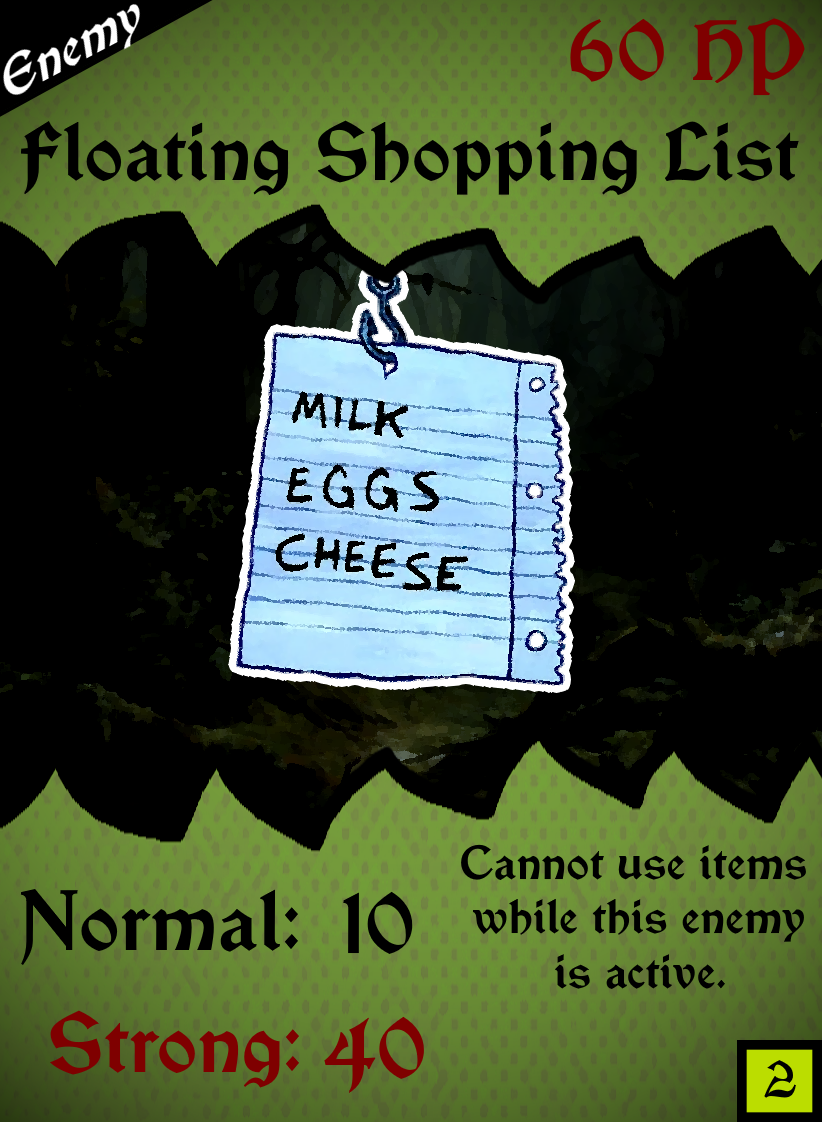 Enemy
60 HP
Floating Shopping List
MILK
EGGS
CHEESE
Cannot use items
while this enemy
is active.
Normal: 10
Strong: 40
2